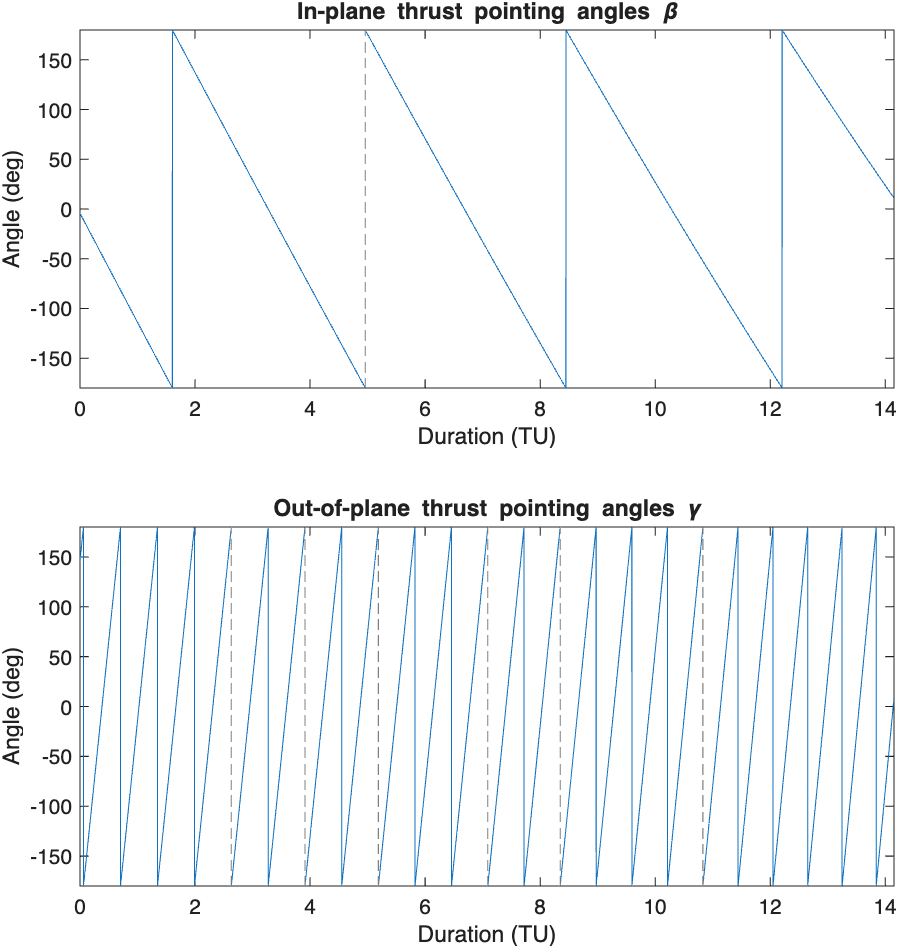 In-plane thrust pointing angles β
150
100
50
0
-50
-100
-150
Angle (deg)
0 2 4 6 8 10 12 14
Duration (TU)
Out-of-plane thrust pointing angles γ
150
100
50
0
-50
-100
-150
Angle (deg)
0 2 4 6 8 10 12 14
Duration (TU)